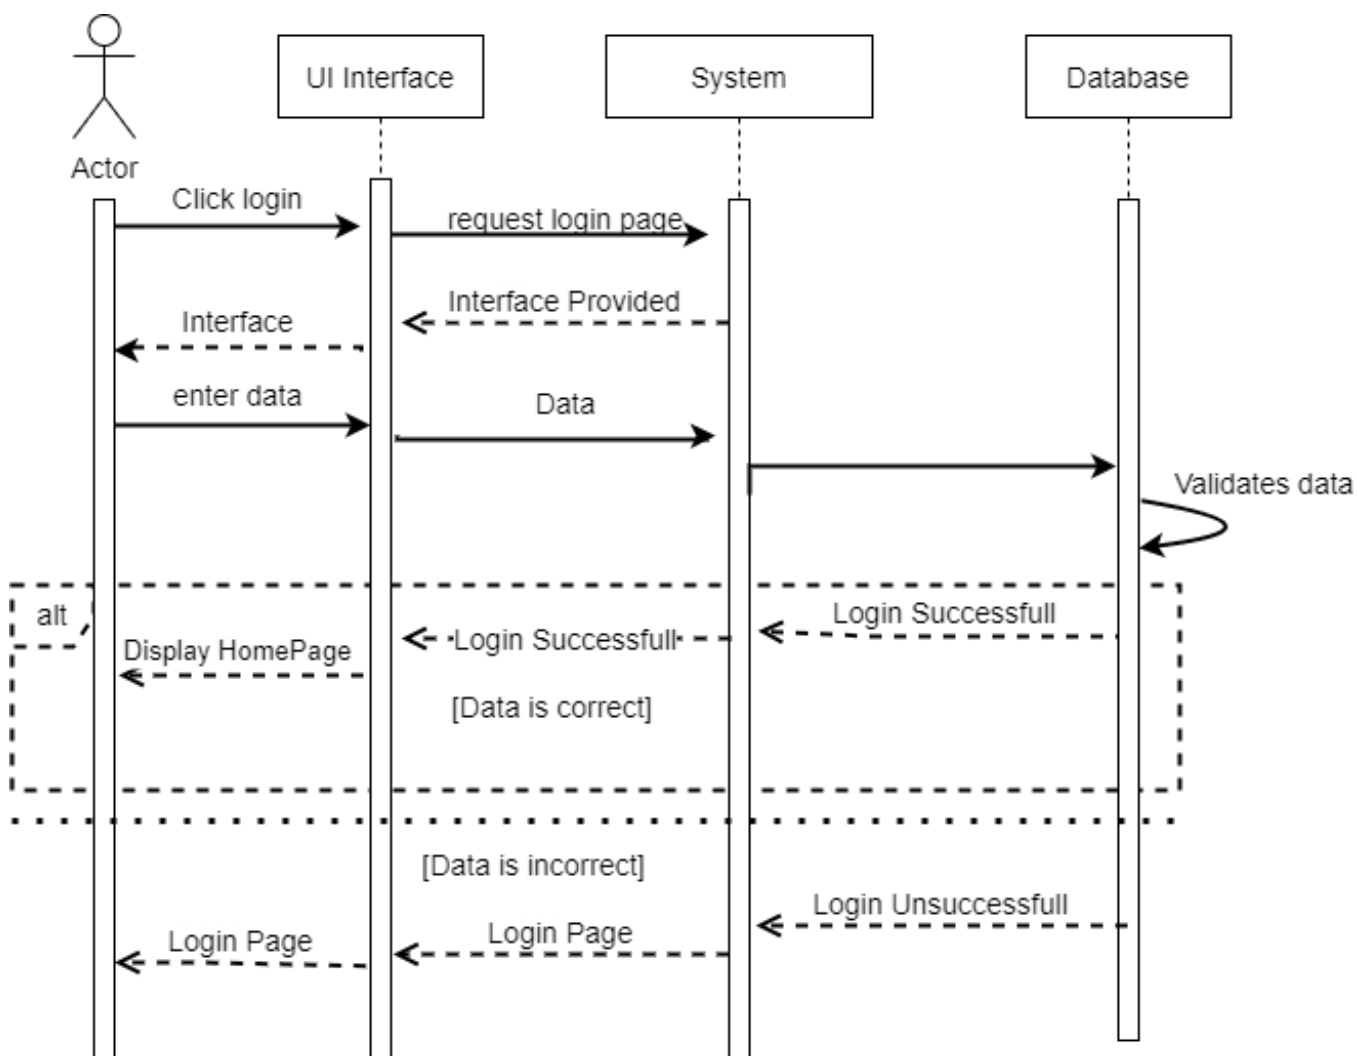 UI Interface
System
Database
Actor
Click login
request login page
Interface Provided
Interface
enter data
Data
Validates data
alt
Login Successfull
Login Successfull
Display HomePage
[Data is correct]
[Data is incorrect]
Login Unsuccessfull
Login Page
Login Page